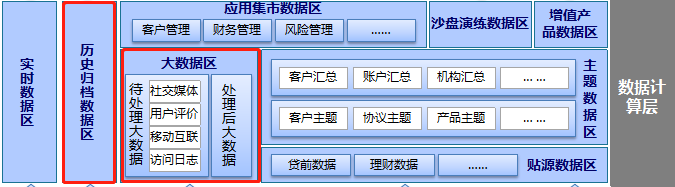 实时数据区
历史归档数据区
应用集市数据区
客户管理 财务管理 风险管理 ......
沙盘演练数据区
增值产
品数据区
大数据区
待处理大数据
社交媒体
用户评价
移动互联
访问日志
处理后大数据
客户汇总 账户汇总 机构汇总 ... ...
客户主题 协议主题 产品主题 ... ...
主题数据区
贷前数据 理财数据 ......
贴源数据区
数据计
算层